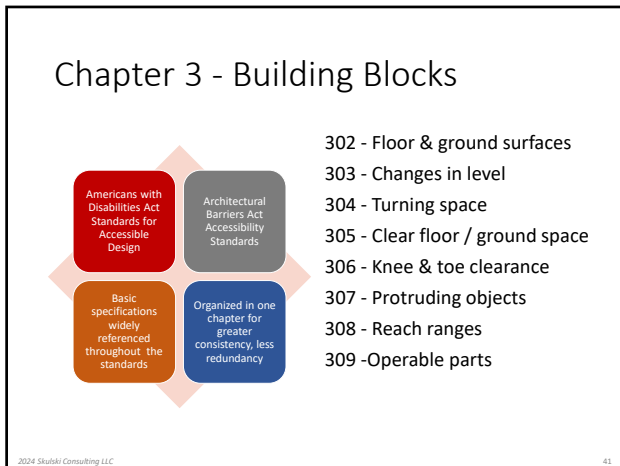 Chapter 3 - Building Blocks
Americans with
Disabilities Act
Standards for
Accessible
Design
Architectural
Barriers Act
Accessibility
Standards
Basic
specifications
widely
referenced
throughout the
standards
Organized in one
chapter for
greater
consistency, less
redundancy
302 - Floor & ground surfaces
303 - Changes in level
304 - Turning space
305 - Clear floor / ground space
306 - Knee & toe clearance
307 - Protruding objects
308 - Reach ranges
309 -Operable parts
2024 Skulski Consulting LLC
41